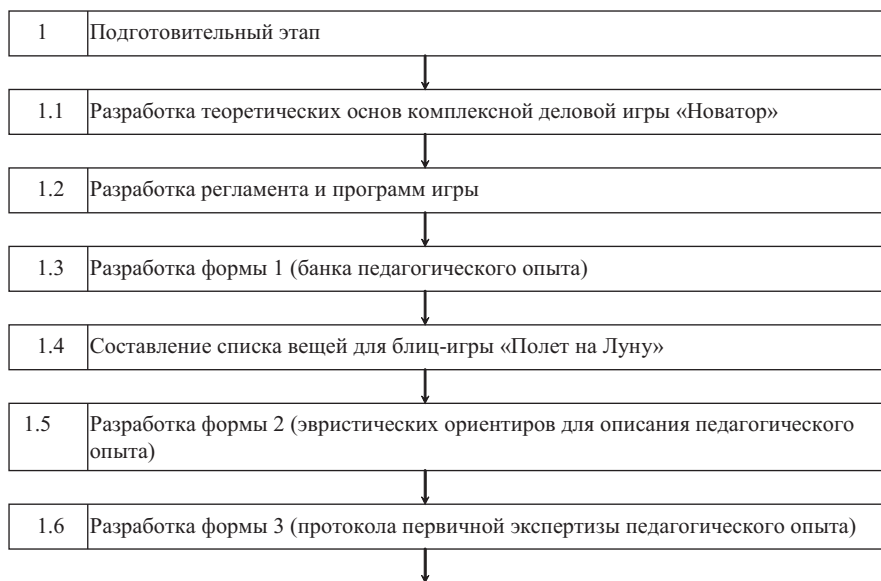 1 Подготовительный этап
1.1 Разработка теоретических основ комплексной деловой игры «Новатор»
1.2 Разработка регламента и программ игры
1.3 Разработка формы 1 (банка педагогического опыта)
1.4 Составление списка вещей для блиц-игры «Полет на Луну»
1.5 Разработка формы 2 (эвристических ориентиров для описания педагогического
опыта)
1.6 Разработка формы 3 (протокола первичной экспертизы педагогического опыта)